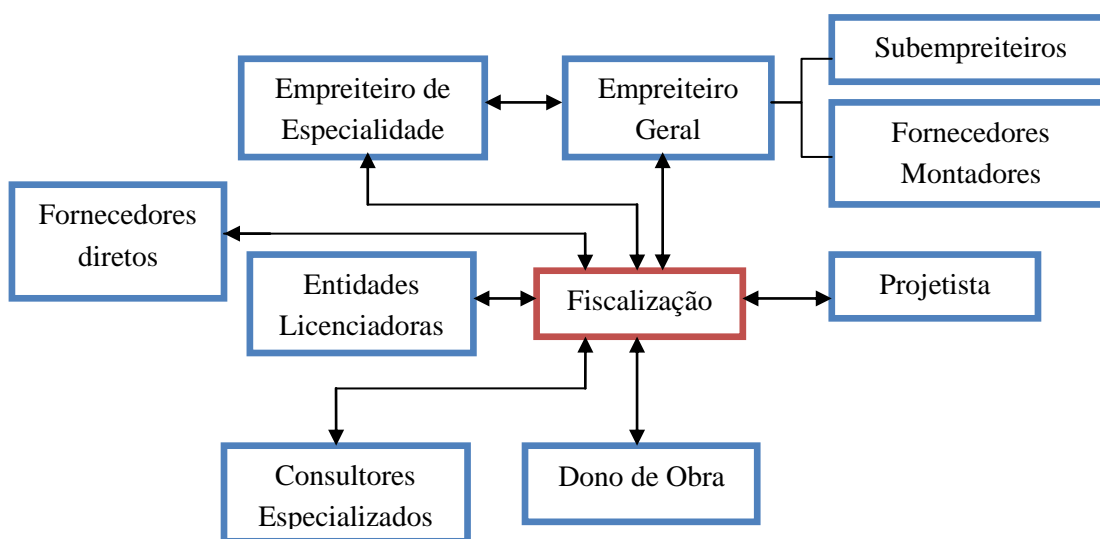 Subempreiteiros
Empreiteiro de
Especialidade
Empreiteiro
Geral
Fornecedores
Montadores
Fornecedores
diretos
Entidades
Licenciadoras
Fiscalização
Projetista
Consultores
Especializados
Dono de Obra